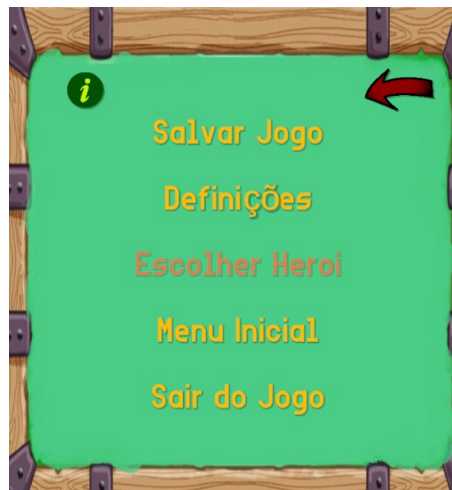 i
Salvar Jogo
Definições
Escolher Heroi
Menu Inicial
Sair do Jogo